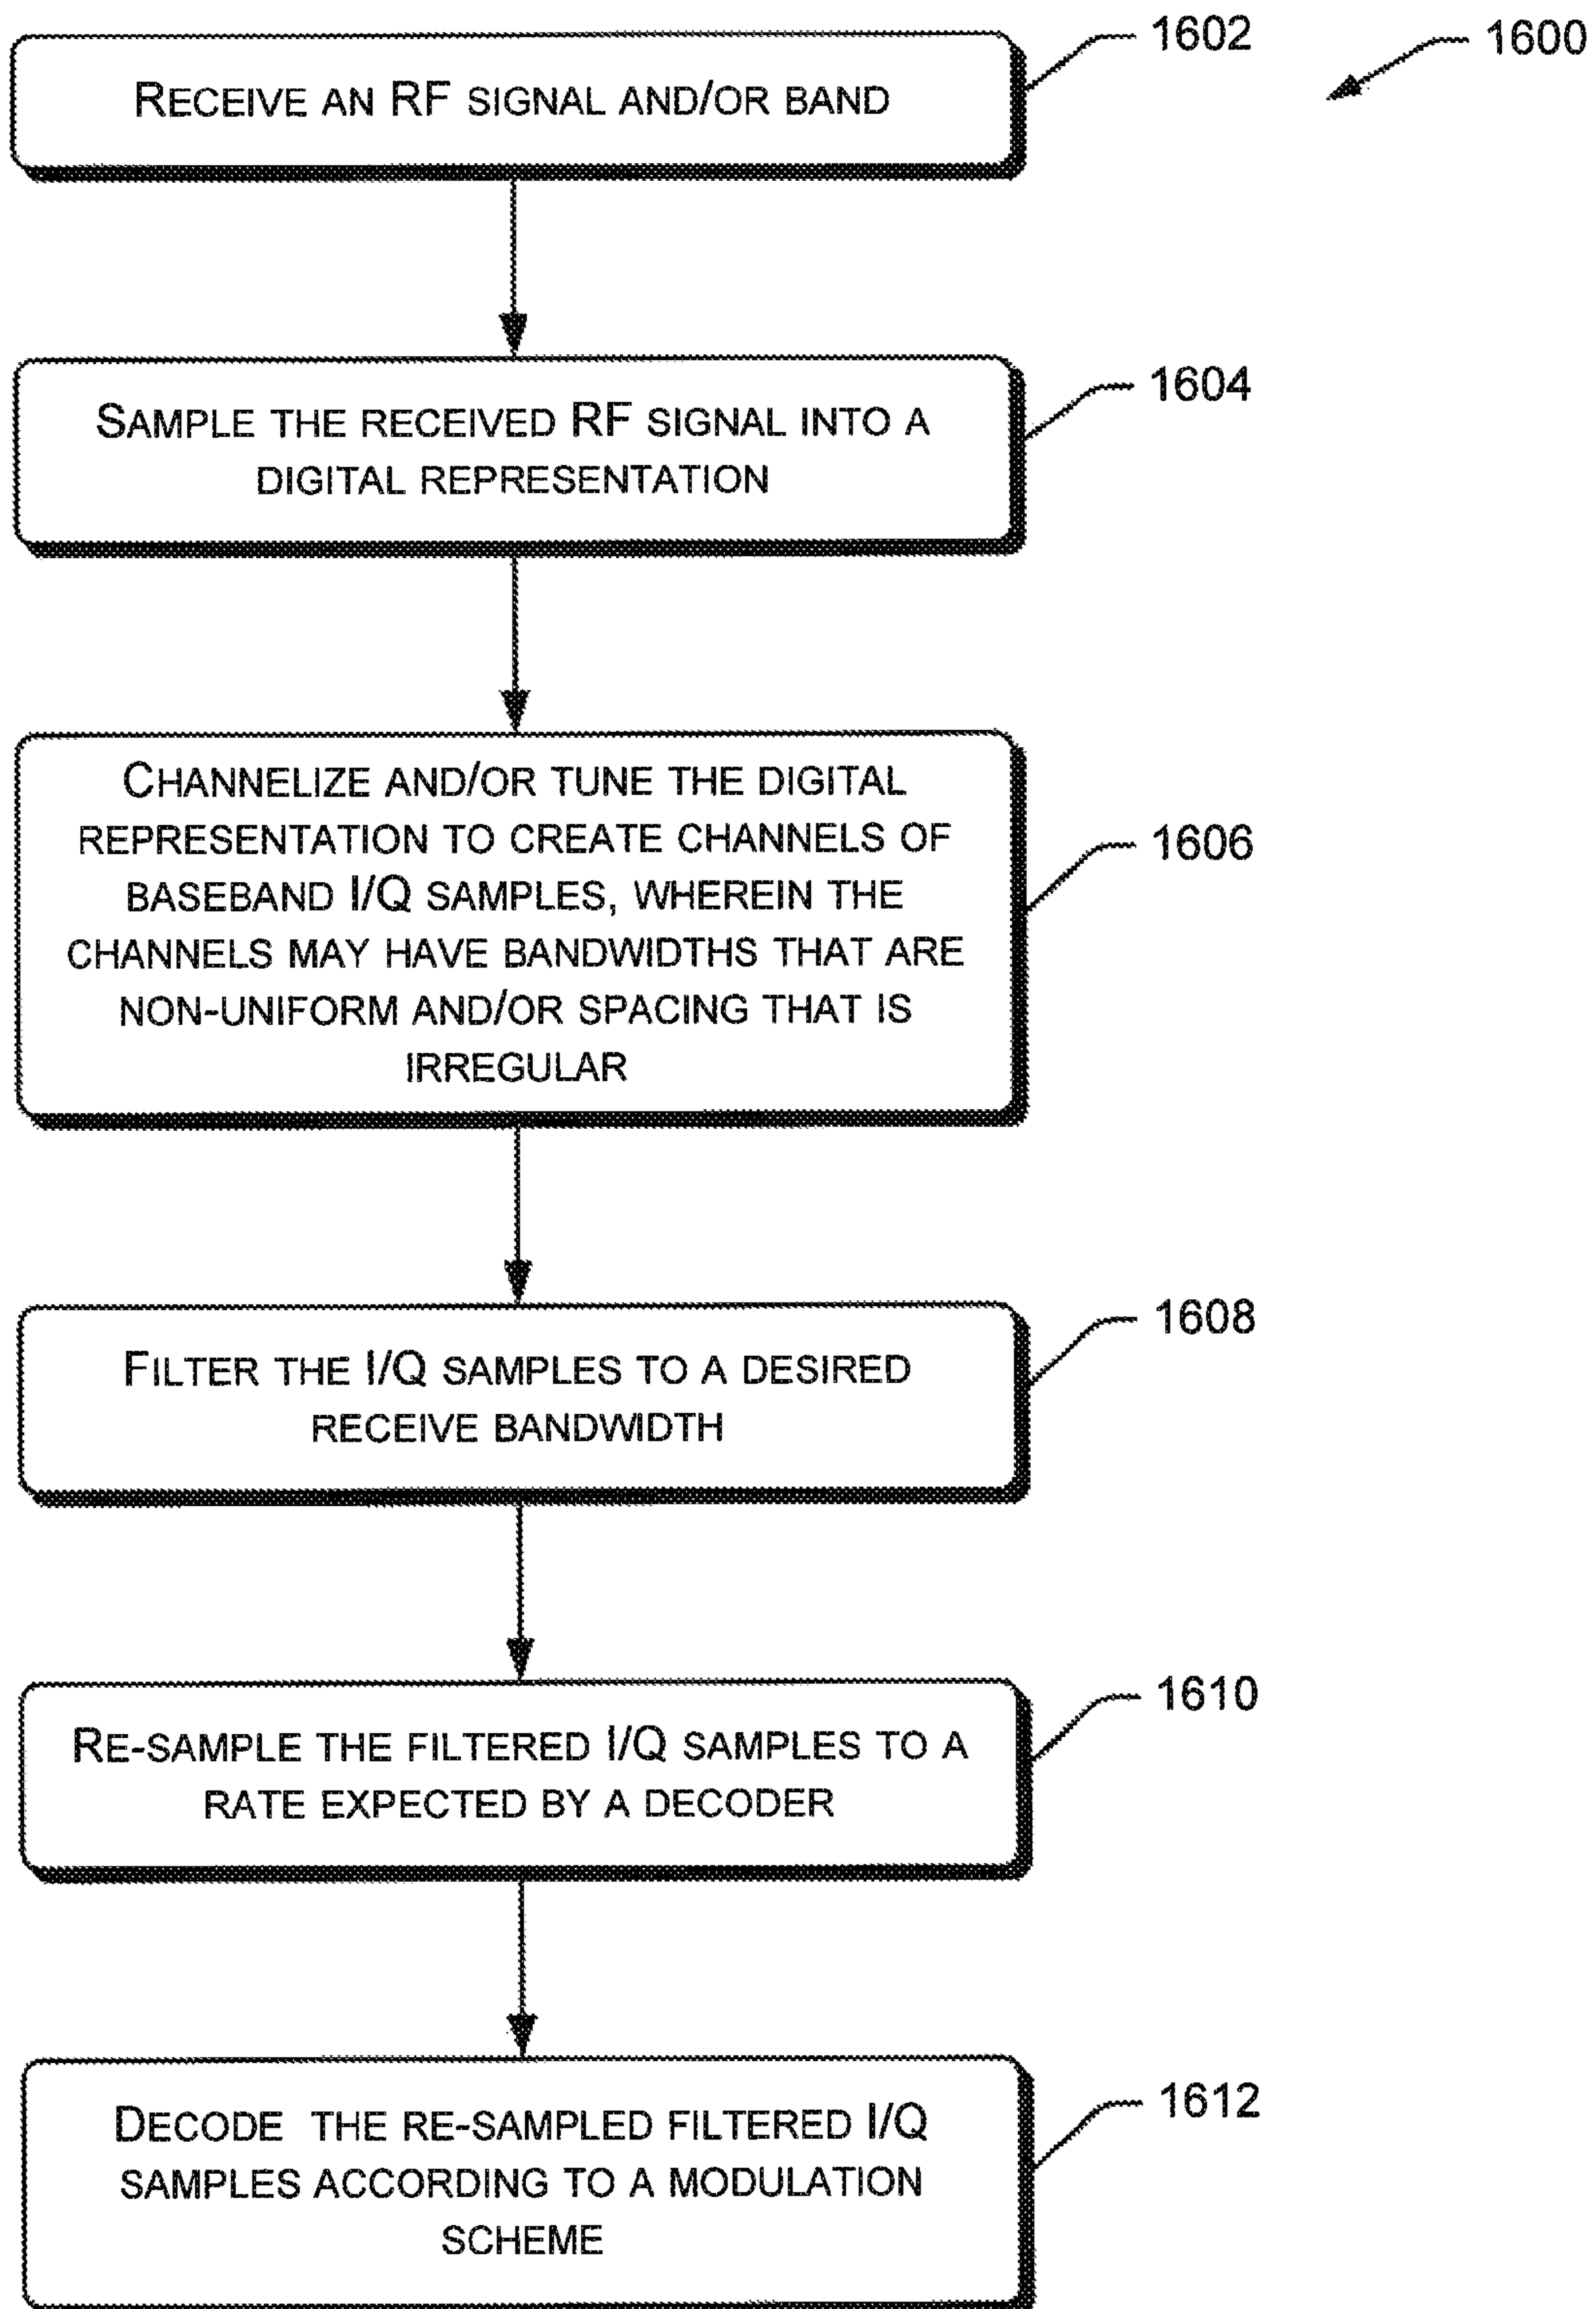 1602
1600
RECEIVE AN RF SIGNAL AND/OR BAND
1604
SAMPLE THE RECEIVED RF SIGNAL INTO A
DIGITAL REPRESENTATION
CHANNELIZE AND/OR TUNE THE DIGITAL
REPRESENTATION TO CREATE CHANNELS OF
1606
BASEBAND I/Q SAMPLES, WHEREIN THE
CHANNELS MAY HAVE BANDWIDTHS THAT ARE
NON-UNIFORM AND/OR SPACING THAT IS
IRREGULAR
1608
FILTER THE I/Q SAMPLES TO A DESIRED
RECEIVE BANDWIDTH
1610
RE-SAMPLE THE FILTERED I/Q SAMPLES TO A
RATE EXPECTED BY A DECODER
1612
DECODE THE RE-SAMPLED FILTERED I/Q
SAMPLES ACCORDING TO A MODULATION
SCHEME